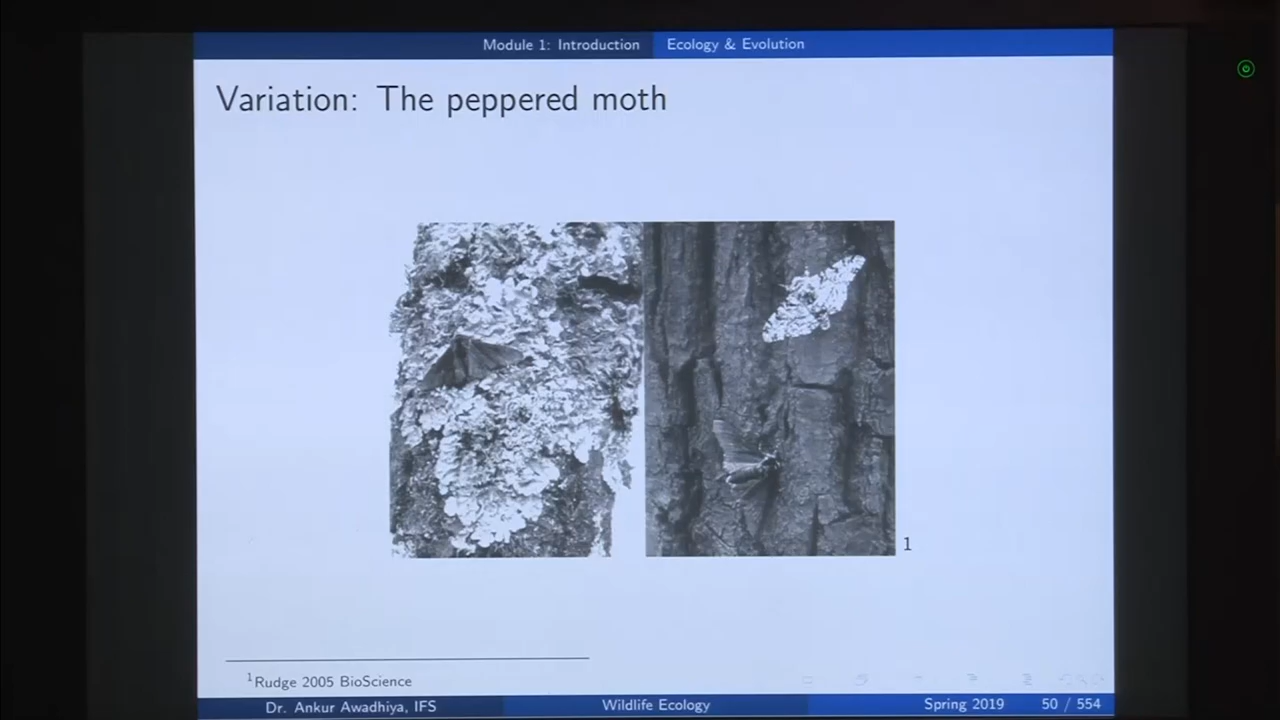 Module 1: Introduction Ecology & Evolution
Variation: The peppered moth
1
1Rudge 2005 BioScience
Dr. Ankur Awadhiya, IFS Wildlife Ecology Spring 2019 50 / 554